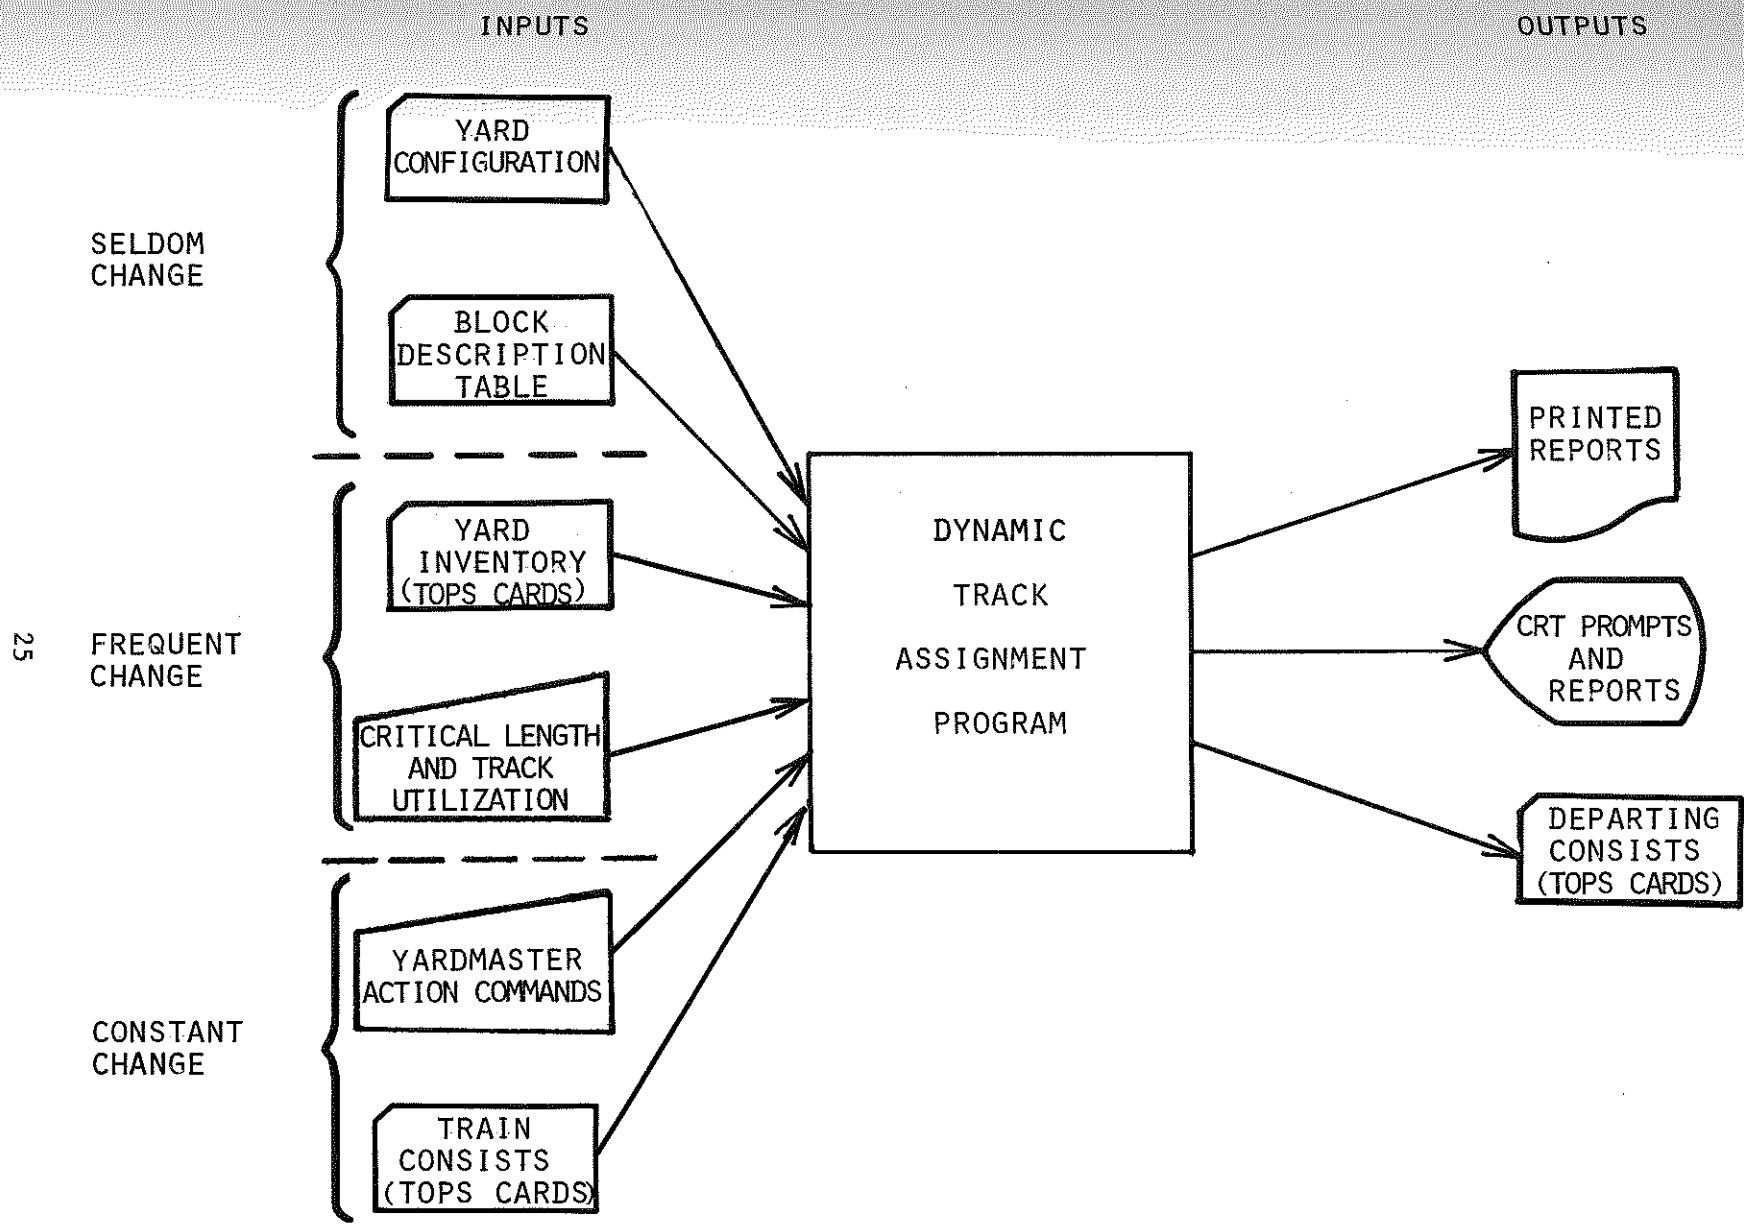 INPUTS
OUTPUTS
SELDOM
CHANGE
YARD
CONFIGURATION
BLOCK
DESCRIPTION
TABLE
FREQUENT
CHANGE
YARD
INVENTORY
(TOPS CARDS)
CRITICAL LENGTH
AND TRACK
UTILIZATION
CONSTANT
CHANGE
YARDMASTER
ACTION COMMANDS
TRAIN
CONSISTS
(TOPS CARDS)
DYNAMIC
TRACK
ASSIGNMENT
PROGRAM
PRINTED
REPORTS
CRT PROMPTS
AND
REPORTS
DEPARTING
CONSISTS
(TOPS CARDS)
25